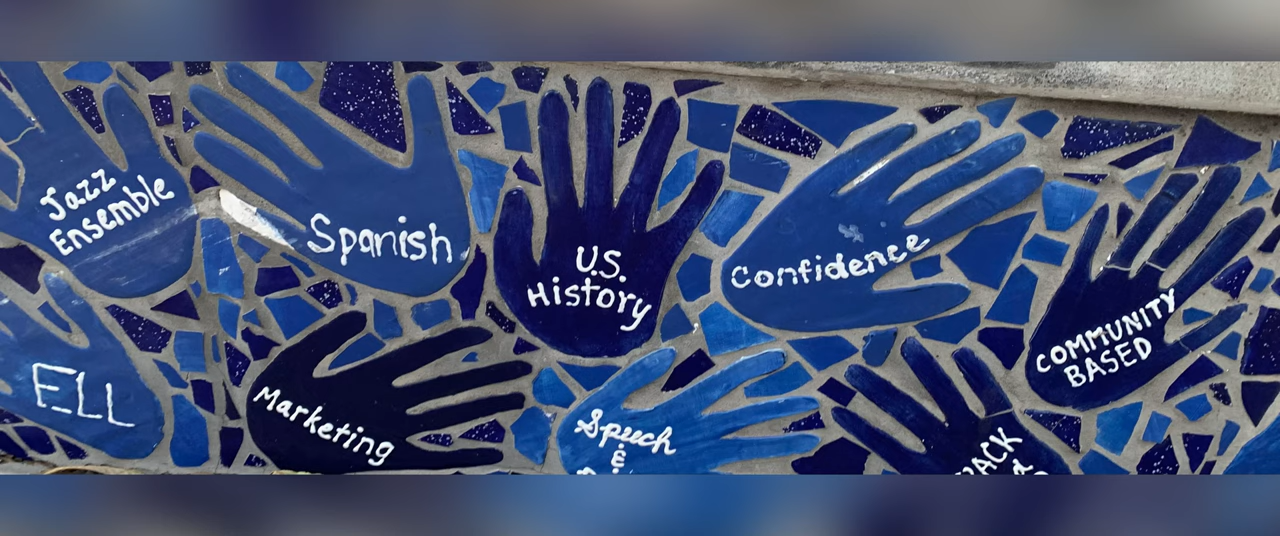 Jazz
Ensemble
Spanish
U.S.
History
Confidence
COMMUNITY
BASED
ELL
Marketing
Speech
&